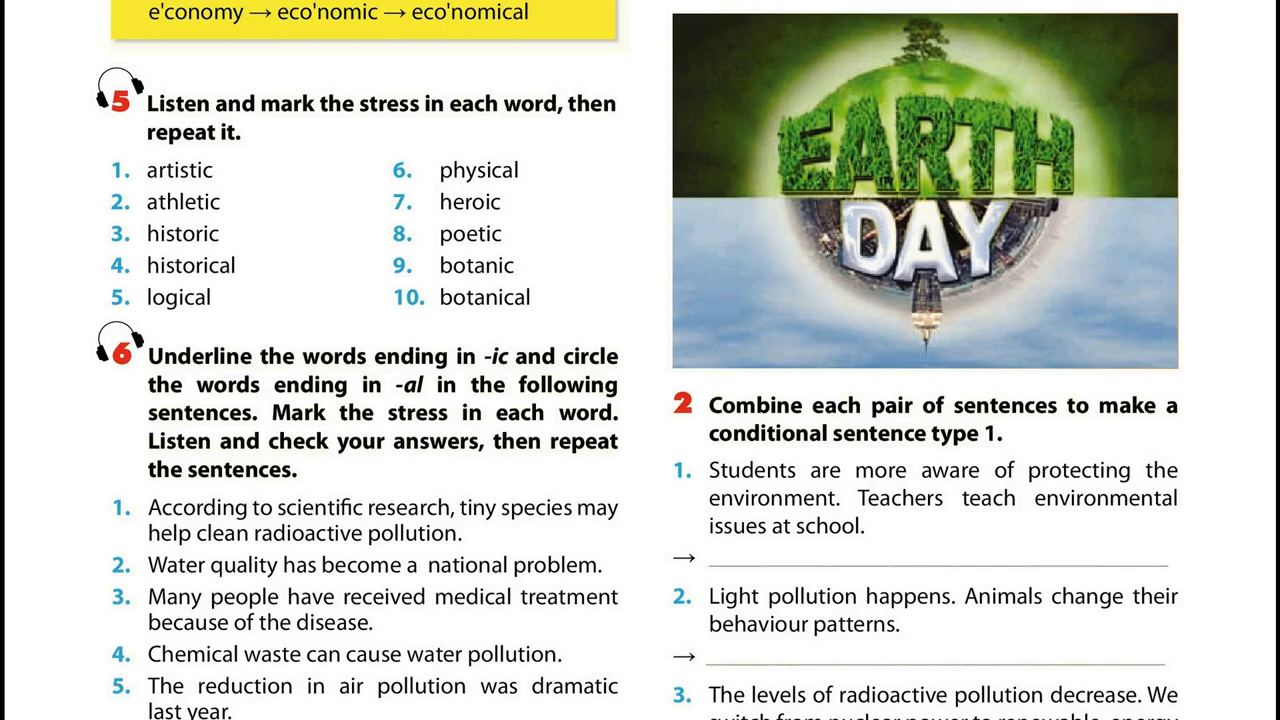 e'conomy → eco'nomic → eco'nomical
5 Listen and mark the stress in each word, then
repeat it.
1. artistic
2. athletic
3. historic
4. historical
5. logical
6. physical
7. heroic
8. poetic
9. botanic
10. botanical
6 Underline the words ending in -ic and circle
the words ending in -al in the following
sentences. Mark the stress in each word.
Listen and check your answers, then repeat
the sentences.
1. According to scientific research, tiny species may
help clean radioactive pollution.
2. Water quality has become a national problem.
3. Many people have received medical treatment
because of the disease.
4. Chemical waste can cause water pollution.
5. The reduction in air pollution was dramatic
last year.
EARTH
DAY
2 Combine each pair of sentences to make a
conditional sentence type 1.
1. Students are more aware of protecting the
environment. Teachers teach environmental
issues at school.
→
2. Light pollution happens. Animals change their
behaviour patterns.
→
3. The levels of radioactive pollution decrease. We
switch from nuclear power to renewable energy